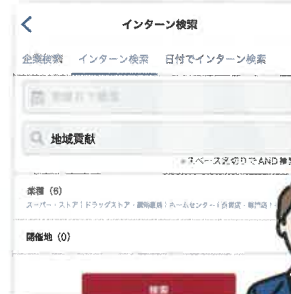 インターン検索
企業検索 インターン検索 日付でインターン検索
地域貢献
※スペース区切りでAND検
業種（6）
スーパー・ストア｜ドラッグストア・調剤薬局｜ホームセンター｜百貨店・専門店！
開催地（0）
検索